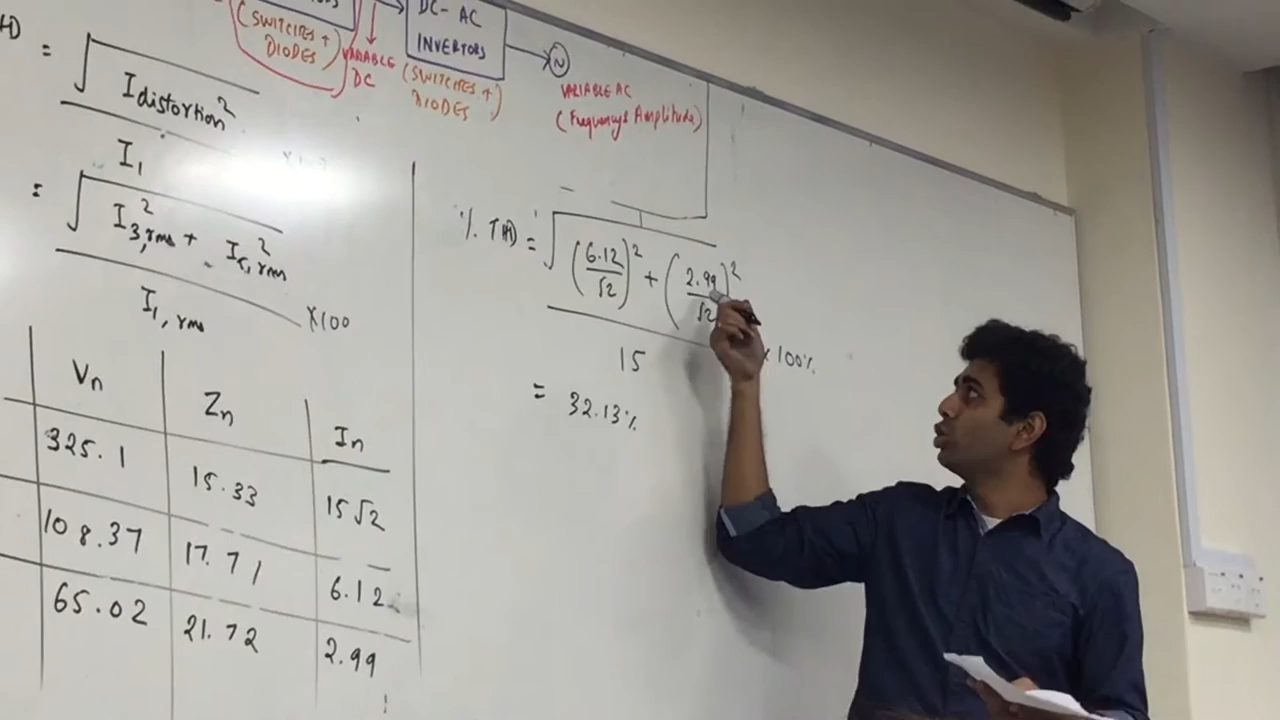 (SWITCHES +
DIODES)
VARIABLE
DC
DC- AC
INVERTORS
(SWITCHES +
DIODES)
N
VARIABLE AC
(Frequency & Amplitude)
= √ I distortion²
I₁
= √ I3,rms² + I5,rms²
I1, rms ×100
Vn Zn In
325.1 15.33 15√2
108.37 17.71 6.12
65.02 21.72 2.99
% THD = √ (6.12/√2)² + (2.99/√2)²
15 × 100%
= 32.13%